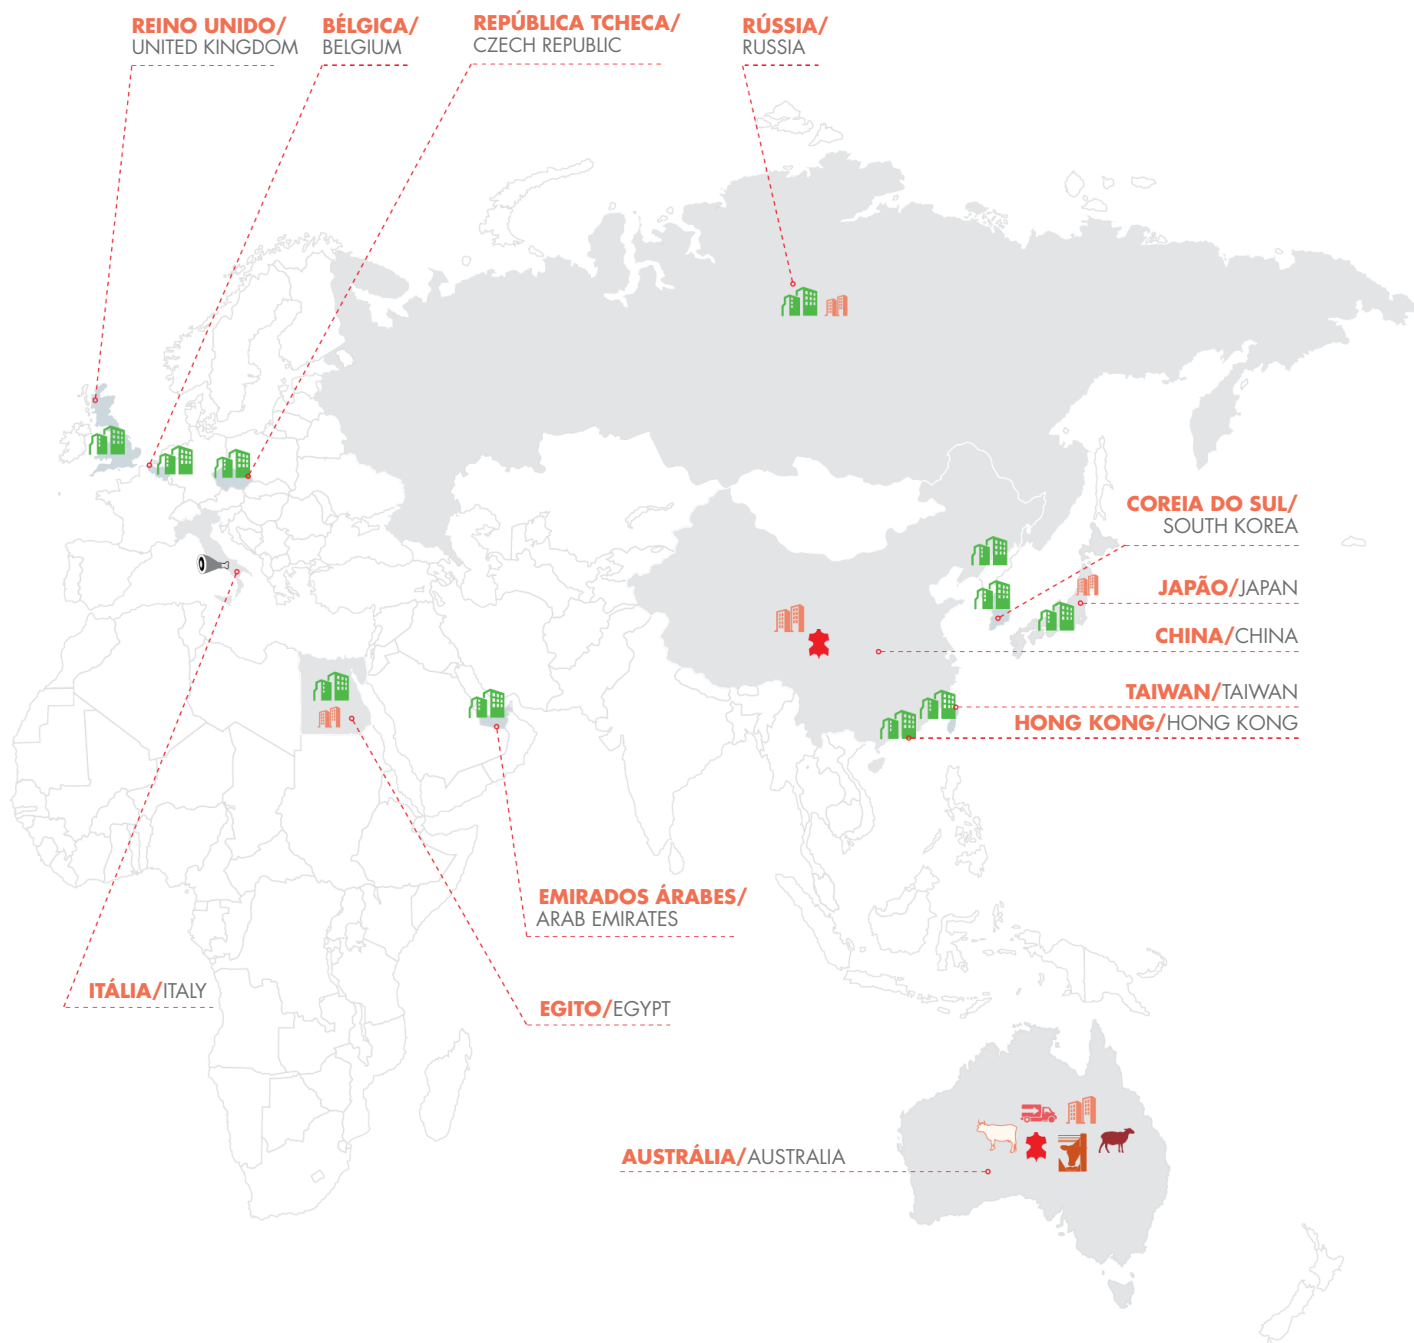 REINO UNIDO/
UNITED KINGDOM
BÉLGICA/
BELGIUM
REPÚBLICA TCHECA/
CZECH REPUBLIC
RÚSSIA/
RUSSIA
COREIA DO SUL/
SOUTH KOREA
JAPÃO/JAPAN
CHINA/CHINA
TAIWAN/TAIWAN
HONG KONG/HONG KONG
EMIRADOS ÁRABES/
ARAB EMIRATES
ITÁLIA/ITALY
EGITO/EGYPT
AUSTRÁLIA/AUSTRALIA